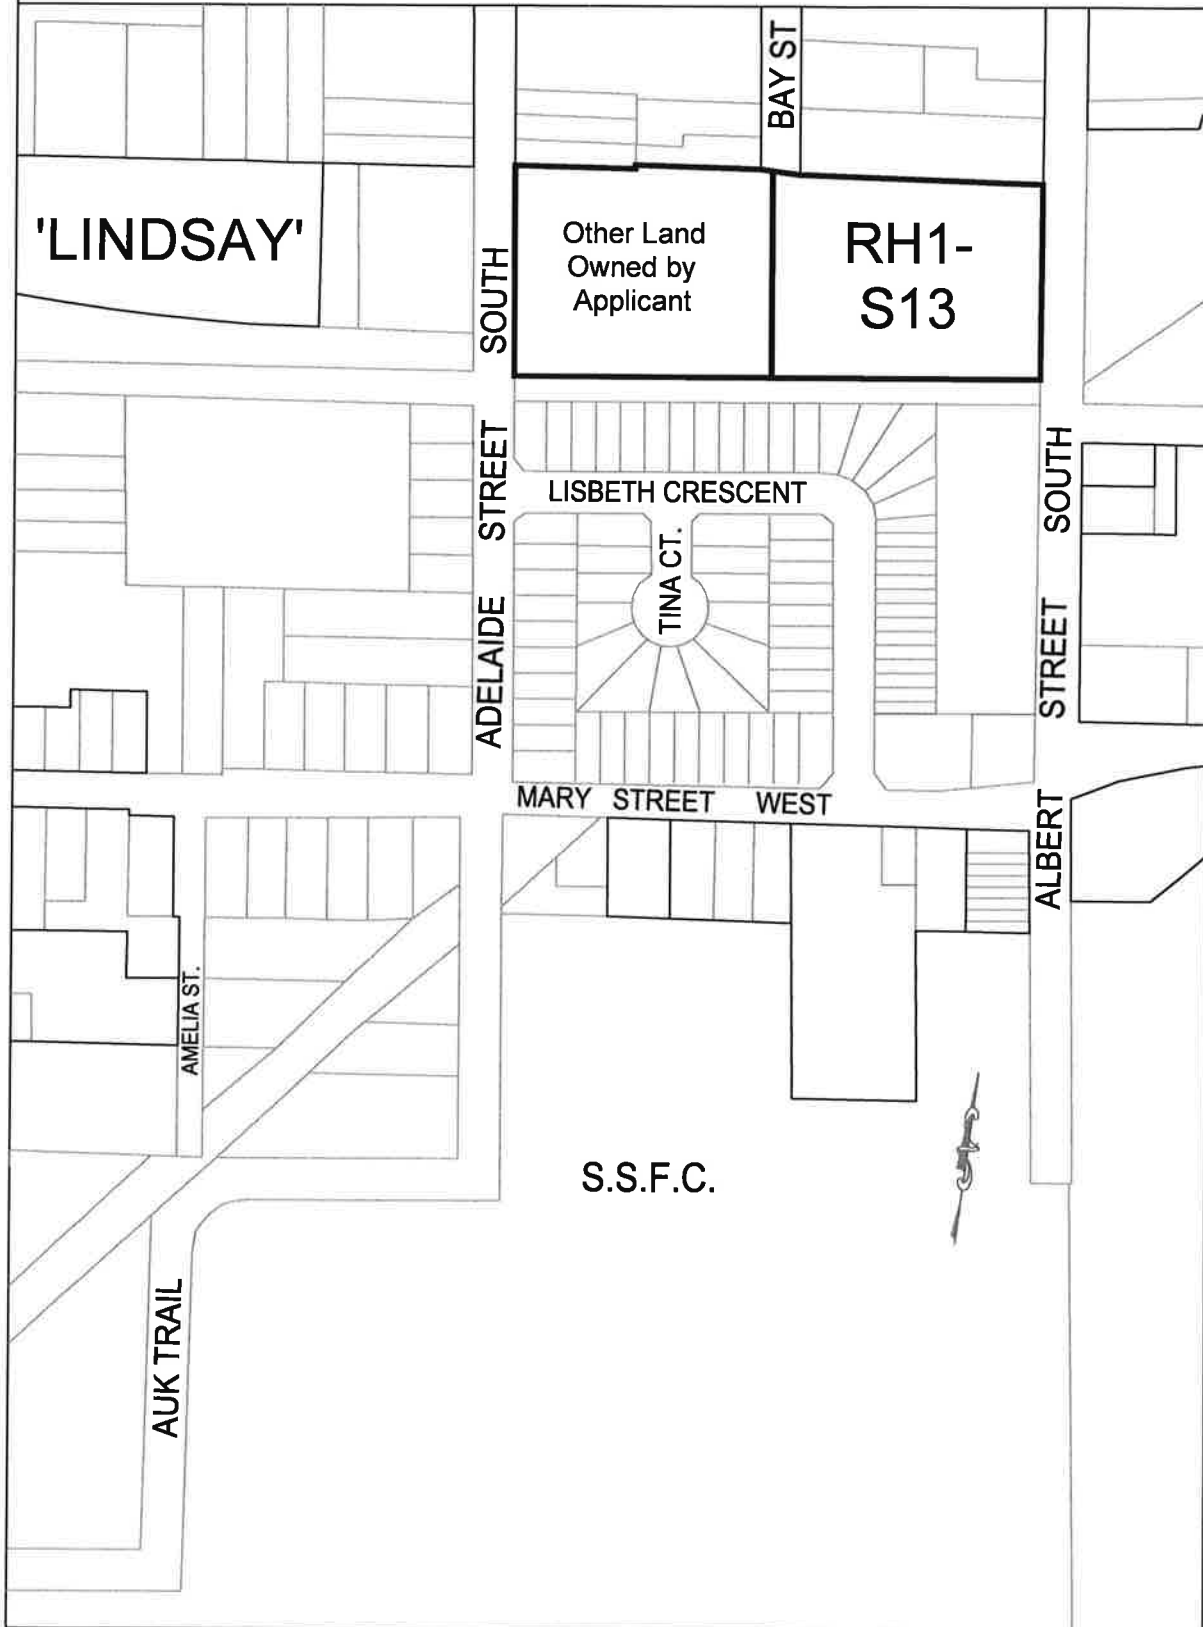 BAY ST
'LINDSAY'
Other Land
Owned by
Applicant
RH1-
S13
ADELAIDE STREET SOUTH
LISBETH CRESCENT
TINA CT.
ALBERT STREET SOUTH
MARY STREET WEST
AMELIA ST.
S.S.F.C.
AUK TRAIL